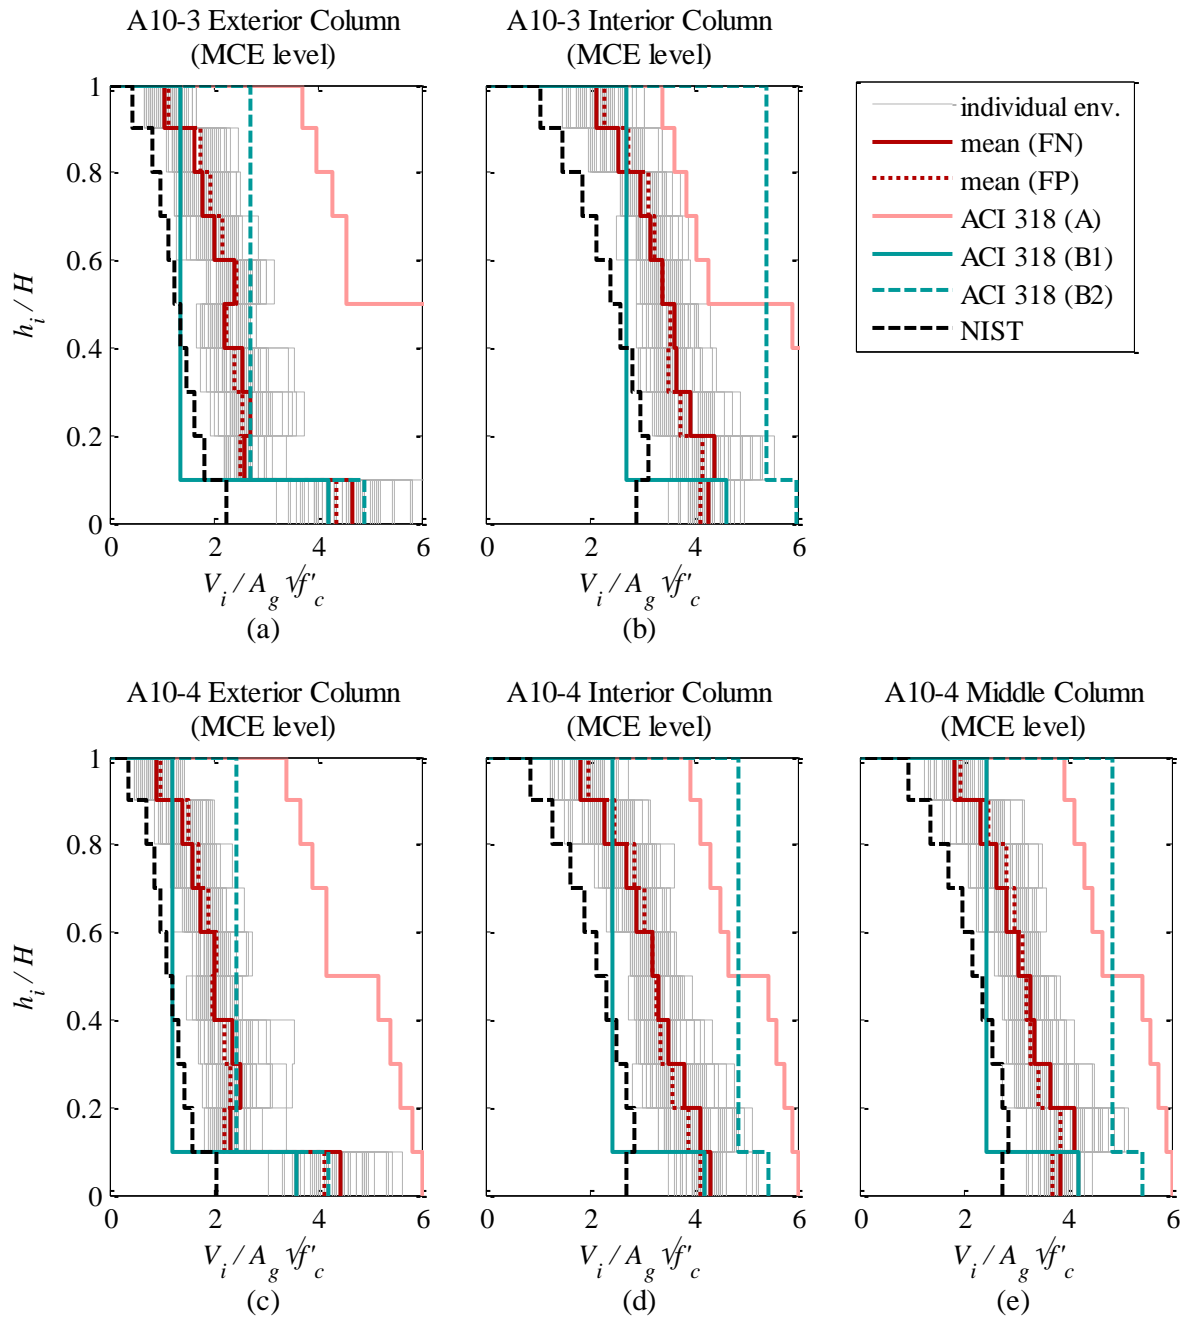 A10-3 Exterior Column
(MCE level)
A10-3 Interior Column
(MCE level)
individual env.
mean (FN)
mean (FP)
ACI 318 (A)
ACI 318 (B1)
ACI 318 (B2)
NIST
1
0.8
0.6
0.4
0.2
0
h_i / H
0 2 4 6
V_i / A_g √f'_c
(a)
0 2 4 6
V_i / A_g √f'_c
(b)
A10-4 Exterior Column
(MCE level)
A10-4 Interior Column
(MCE level)
A10-4 Middle Column
(MCE level)
1
0.8
0.6
0.4
0.2
0
h_i / H
0 2 4 6
V_i / A_g √f'_c
(c)
0 2 4 6
V_i / A_g √f'_c
(d)
0 2 4 6
V_i / A_g √f'_c
(e)